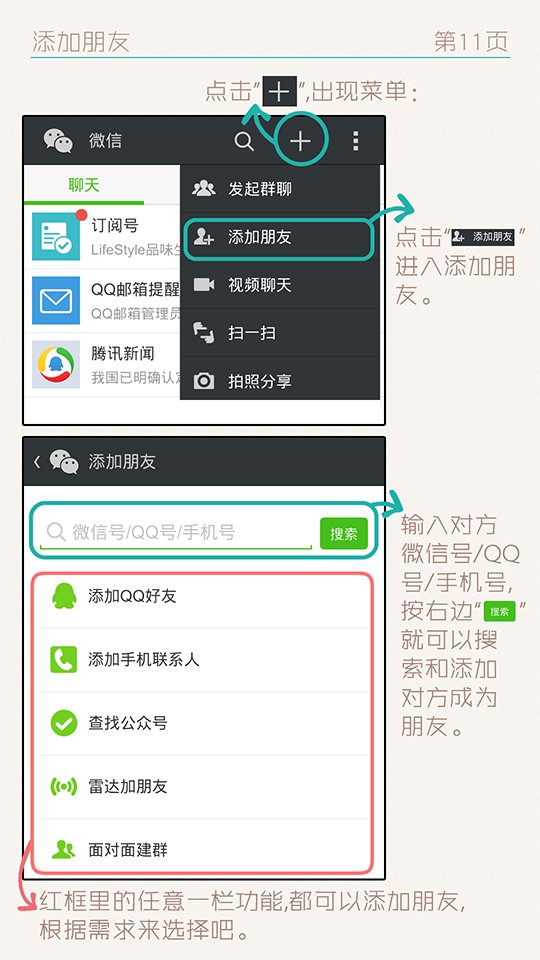 添加朋友 第11页
点击“+”,出现菜单:
微信
聊天
发起群聊
订阅号
LifeStyle品味生
添加朋友
点击“添加朋友”
进入添加朋
友。
QQ邮箱提醒
QQ邮箱管理员
视频聊天
腾讯新闻
我国已明确认定
扫一扫
拍照分享
添加朋友
微信号/QQ号/手机号
搜索
输入对方
微信号/QQ
号/手机号,
按右边“搜索”
就可以搜
索和添加
对方成为
朋友。
添加QQ好友
添加手机联系人
查找公众号
雷达加朋友
面对面建群
红框里的任意一栏功能,都可以添加朋友,
根据需求来选择吧。